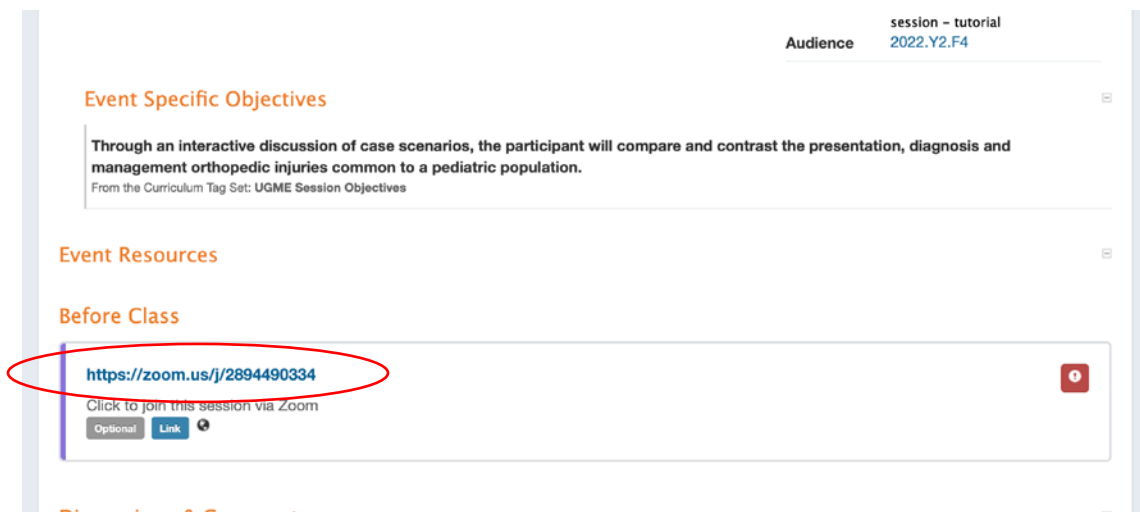 session – tutorial
Audience 2022.Y2.F4
Event Specific Objectives
Through an interactive discussion of case scenarios, the participant will compare and contrast the presentation, diagnosis and
management orthopedic injuries common to a pediatric population.
From the Curriculum Tag Set: UGME Session Objectives
Event Resources
Before Class
https://zoom.us/j/2894490334
Click to join this session via Zoom
Optional Link